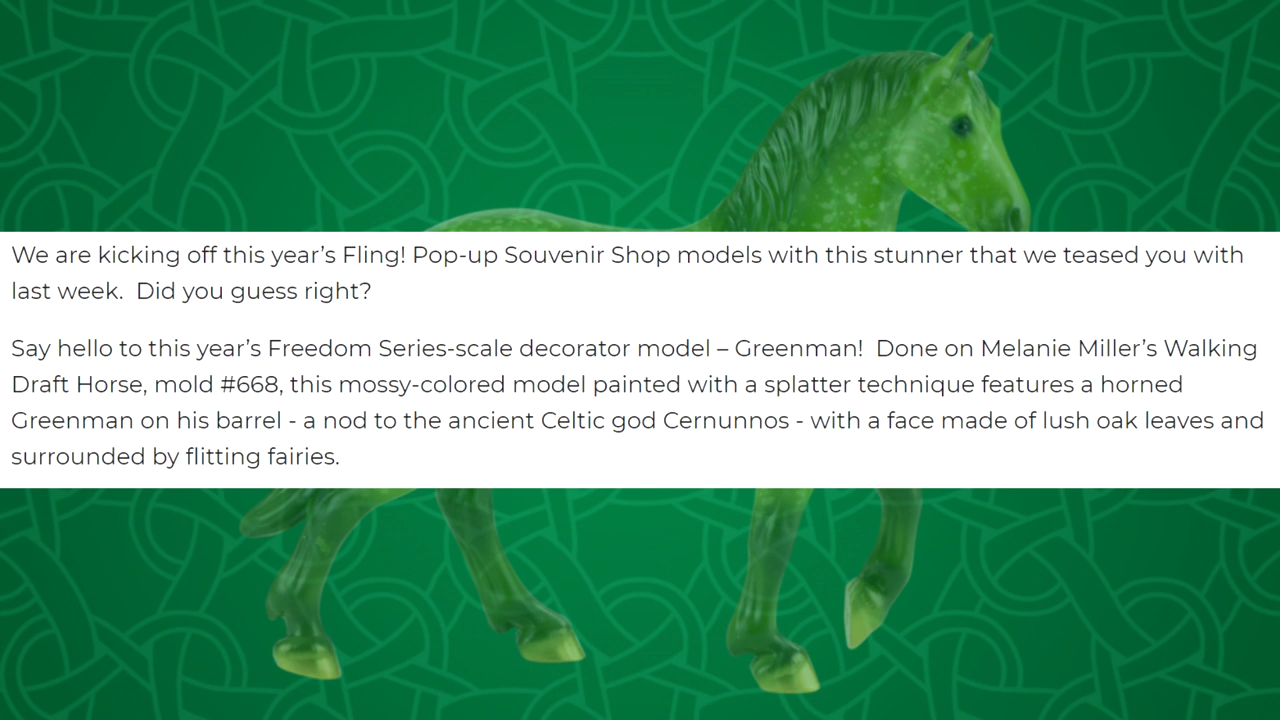 We are kicking off this year’s Fling! Pop-up Souvenir Shop models with this stunner that we teased you with
last week.  Did you guess right?
Say hello to this year’s Freedom Series-scale decorator model – Greenman!  Done on Melanie Miller’s Walking
Draft Horse, mold #668, this mossy-colored model painted with a splatter technique features a horned
Greenman on his barrel - a nod to the ancient Celtic god Cernunnos - with a face made of lush oak leaves and
surrounded by flitting fairies.